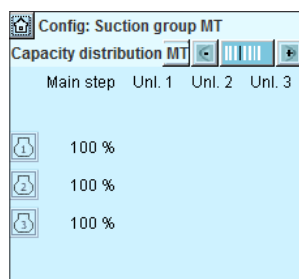 Config: Suction group MT
Capacity distribution MT
Main step Unl. 1 Unl. 2 Unl. 3
1 100 %
2 100 %
3 100 %